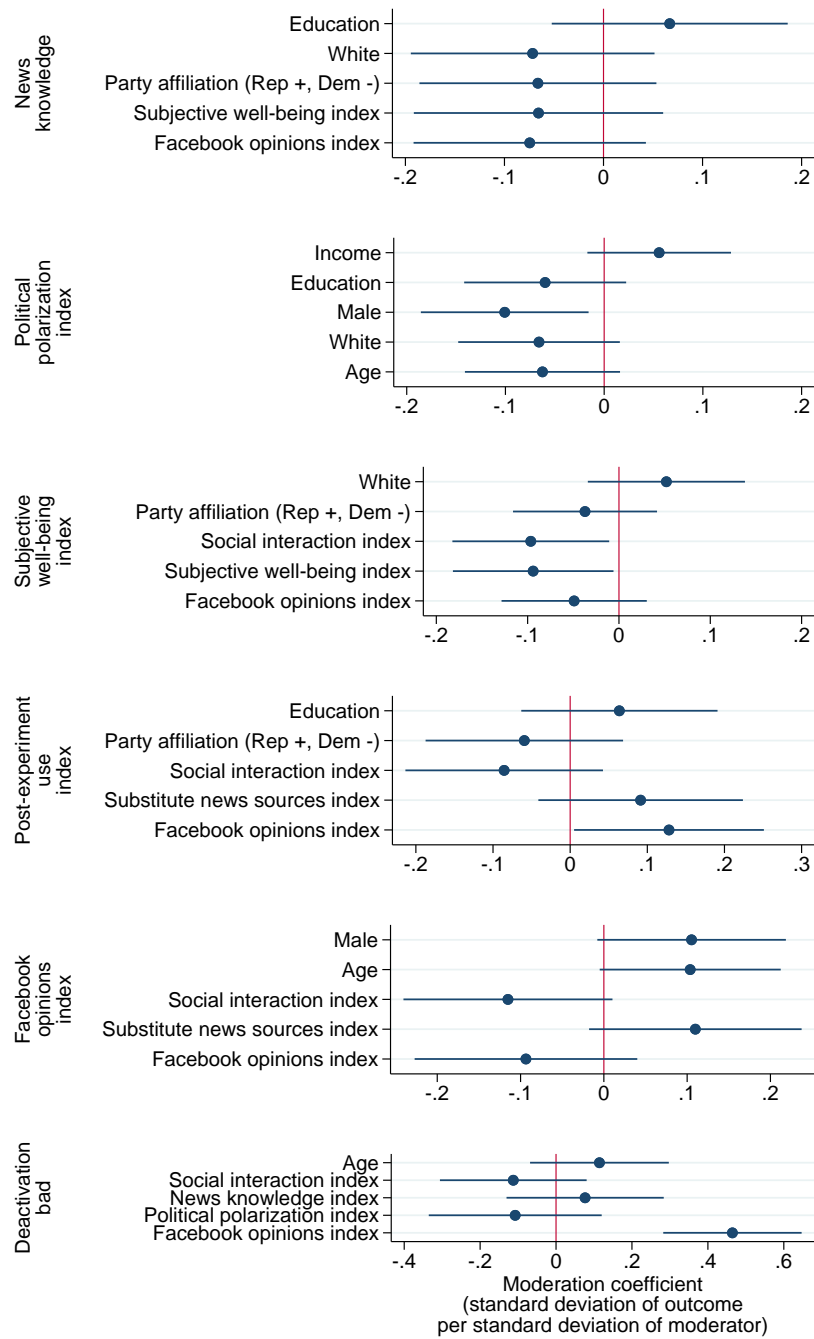 News
knowledge
Education
White
Party affiliation (Rep +, Dem -)
Subjective well-being index
Facebook opinions index
-.2 -.1 0 .1 .2
Political
polarization
index
Income
Education
Male
White
Age
-.2 -.1 0 .1 .2
Subjective
well-being
index
White
Party affiliation (Rep +, Dem -)
Social interaction index
Subjective well-being index
Facebook opinions index
-.2 -.1 0 .1 .2
Post-experiment
use
index
Education
Party affiliation (Rep +, Dem -)
Social interaction index
Substitute news sources index
Facebook opinions index
-.2 -.1 0 .1 .2 .3
Facebook
opinions
index
Male
Age
Social interaction index
Substitute news sources index
Facebook opinions index
-.2 -.1 0 .1 .2
Deactivation
bad
Age
Social interaction index
News knowledge index
Political polarization index
Facebook opinions index
-.4 -.2 0 .2 .4 .6
Moderation coefficient
(standard deviation of outcome
per standard deviation of moderator)